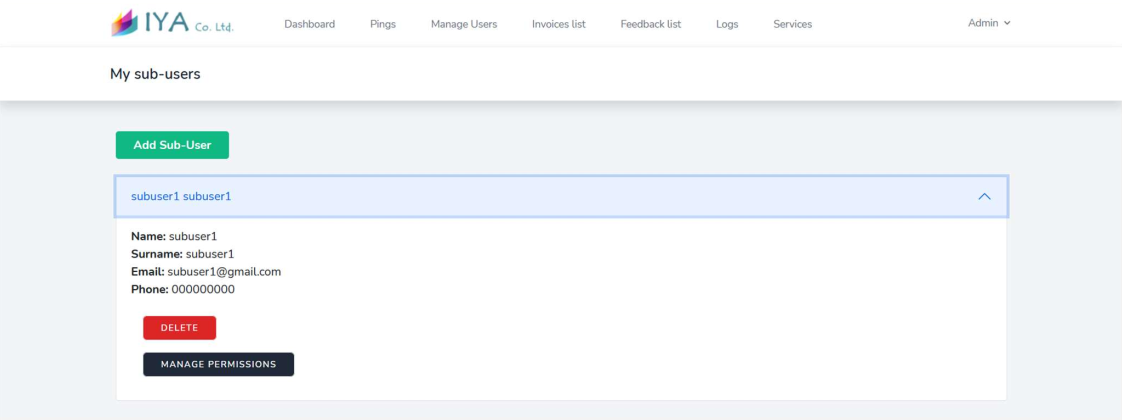 IYA Co. Ltd.
Dashboard Pings Manage Users Invoices list Feedback list Logs Services Admin
My sub-users
Add Sub-User
subuser1 subuser1
Name: subuser1
Surname: subuser1
Email: subuser1@gmail.com
Phone: 000000000
DELETE
MANAGE PERMISSIONS